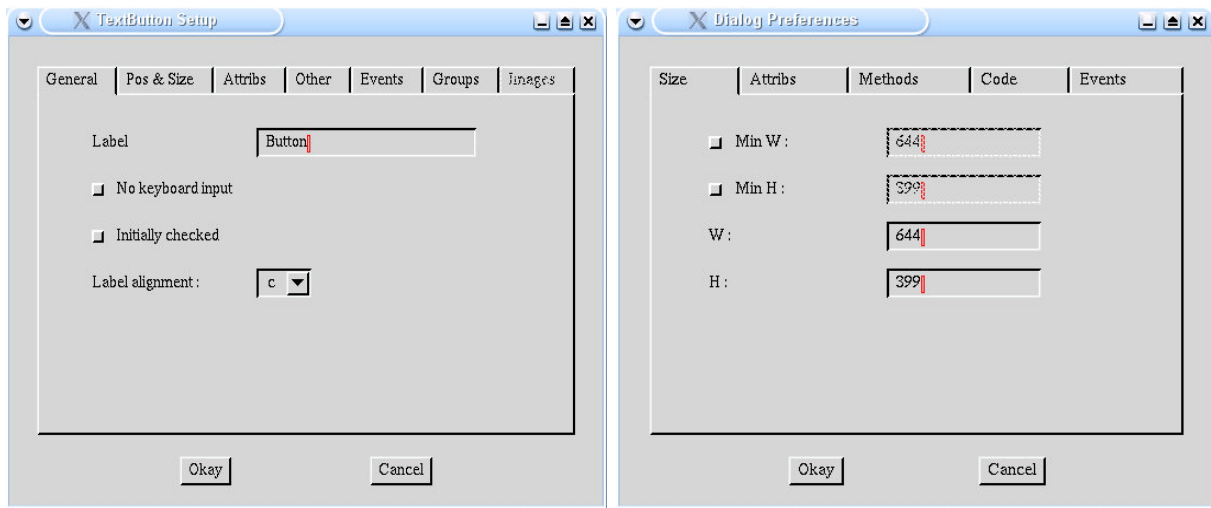 TextButton Setup
General Pos & Size Attribs Other Events Groups Images
Label Button
No keyboard input
Initially checked
Label alignment : c
Okay Cancel
Dialog Preferences
Size Attribs Methods Code Events
Min W : 644
Min H : 399
W : 644
H : 399
Okay Cancel